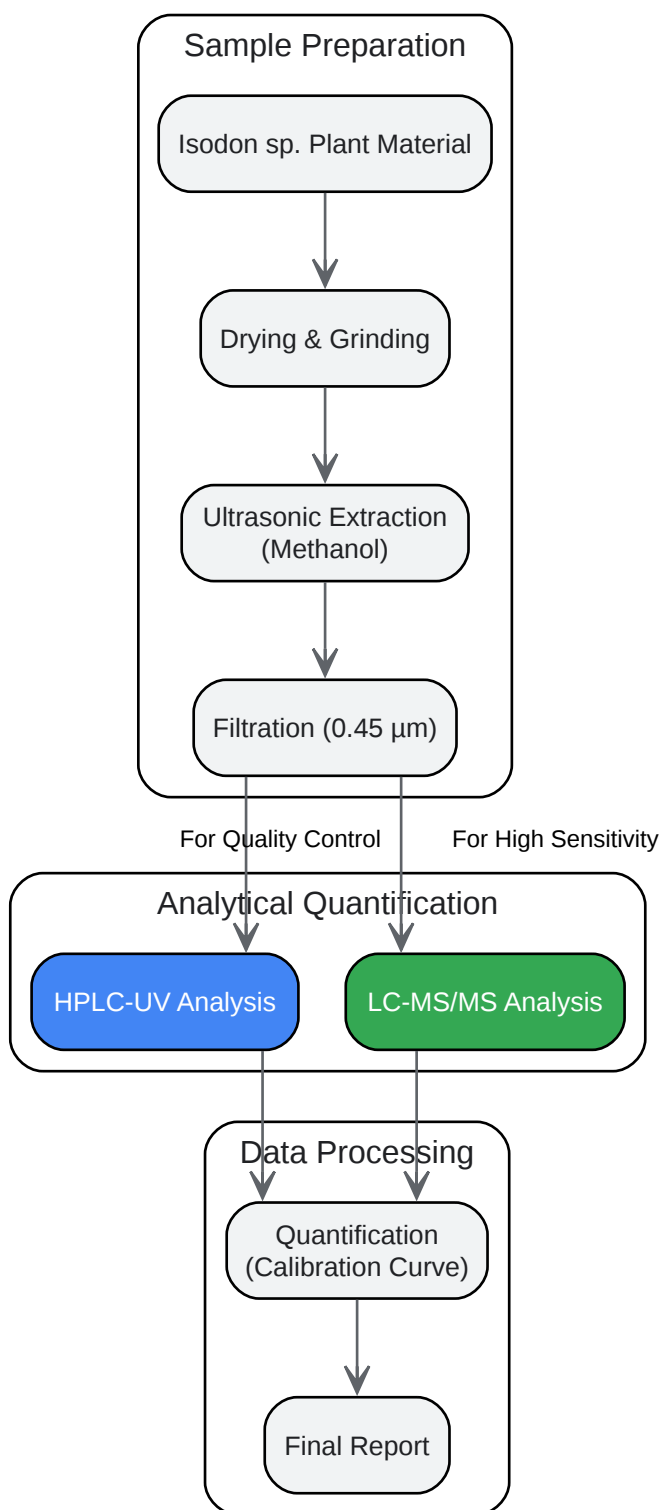 Sample Preparation
Isodon sp. Plant Material
Drying & Grinding
Ultrasonic Extraction
(Methanol)
Filtration (0.45 µm)
For Quality Control
For High Sensitivity
Analytical Quantification
HPLC-UV Analysis
LC-MS/MS Analysis
Data Processing
Quantification
(Calibration Curve)
Final Report